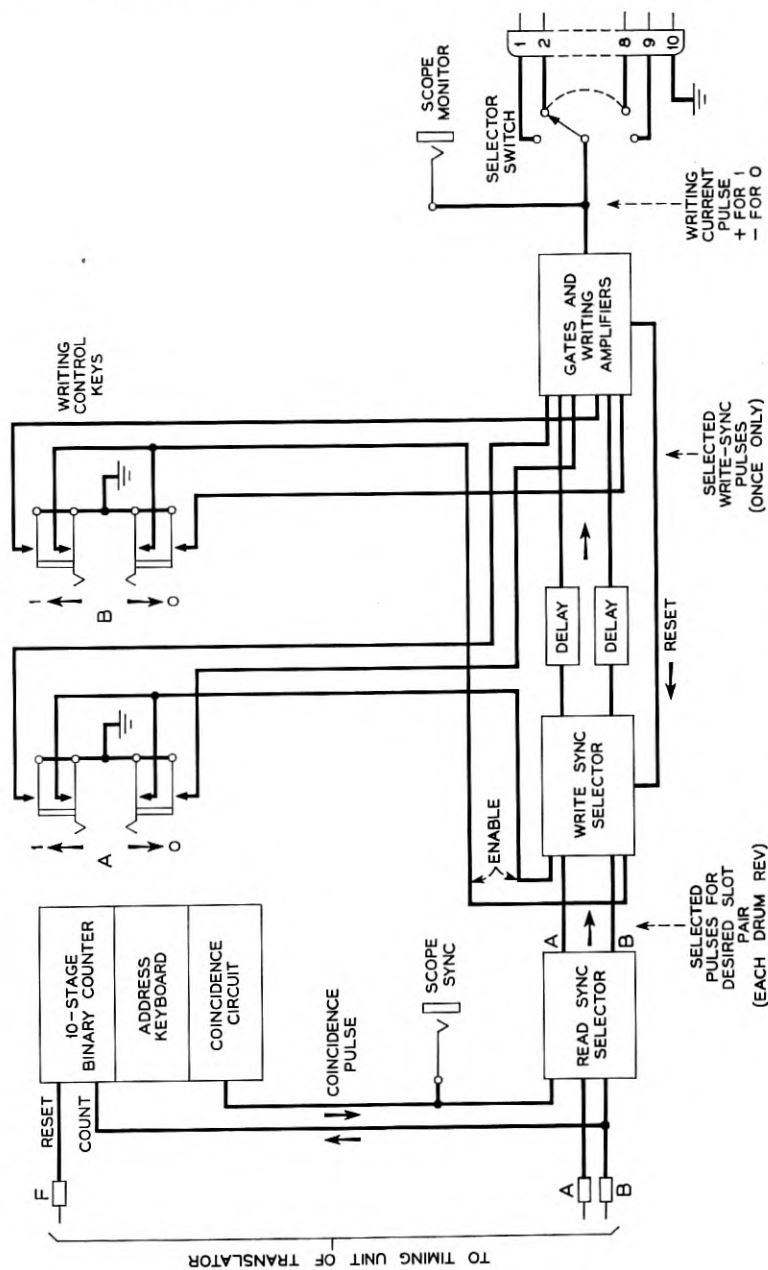 TO TIMING UNIT OF TRANSLATOR
F
RESET
COUNT
10-STAGE
BINARY COUNTER
ADDRESS
KEYBOARD
COINCIDENCE
CIRCUIT
COINCIDENCE
PULSE
SCOPE
SYNC
A
B
READ SYNC
SELECTOR
A
B
SELECTED
PULSES FOR
DESIRED SLOT
PAIR
(EACH DRUM REV)
ENABLE
1
A
0
1
B
0
WRITING
CONTROL
KEYS
WRITE SYNC
SELECTOR
DELAY
DELAY
RESET
SELECTED
WRITE-SYNC
PULSES
(ONCE ONLY)
GATES AND
WRITING
AMPLIFIERS
SCOPE
MONITOR
WRITING
CURRENT
PULSE
+ FOR 1
- FOR 0
SELECTOR
SWITCH
1
2
8
9
10